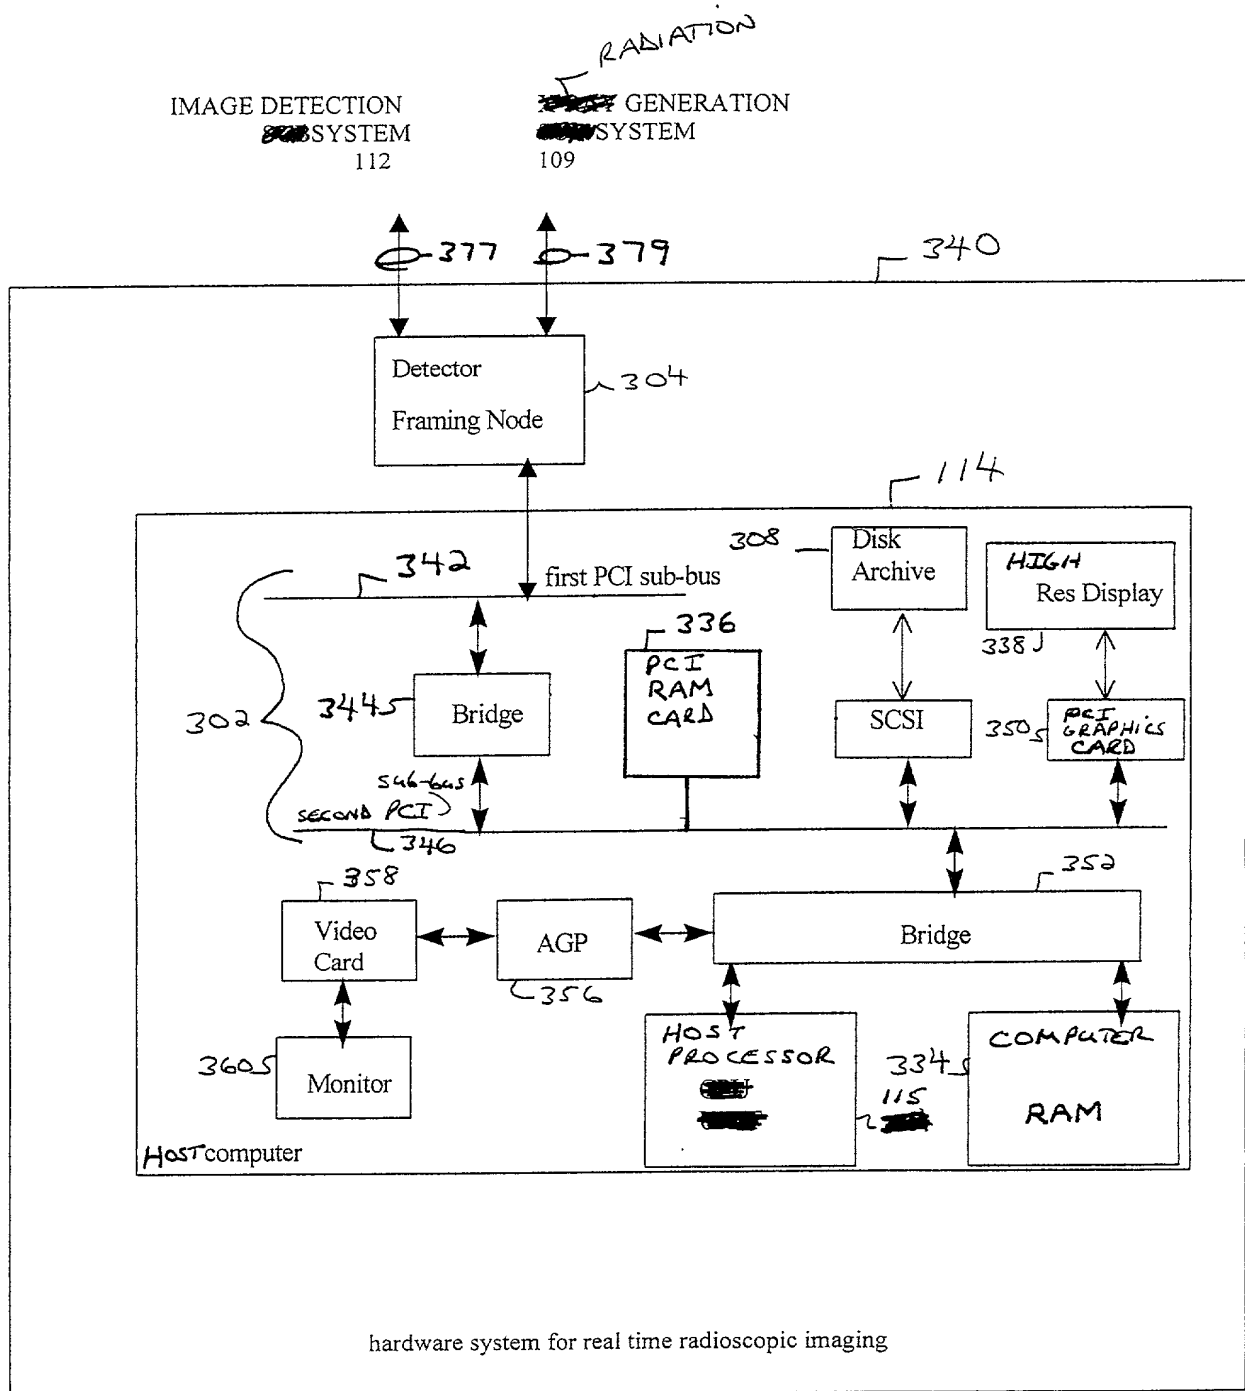 RADIATION
IMAGE DETECTION
SYSTEM
112
GENERATION
SYSTEM
109
377
379
340
Detector
Framing Node
304
114
342
first PCI sub-bus
308
Disk
Archive
HIGH
Res Display
338
336
PCI
RAM
CARD
302
344
Bridge
SCSI
350
PCI
GRAPHICS
CARD
sub-bus
SECOND PCI
346
358
352
Video
Card
AGP
Bridge
356
HOST
PROCESSOR
COMPUTER
RAM
334
115
360
Monitor
HOST computer
hardware system for real time radioscopic imaging